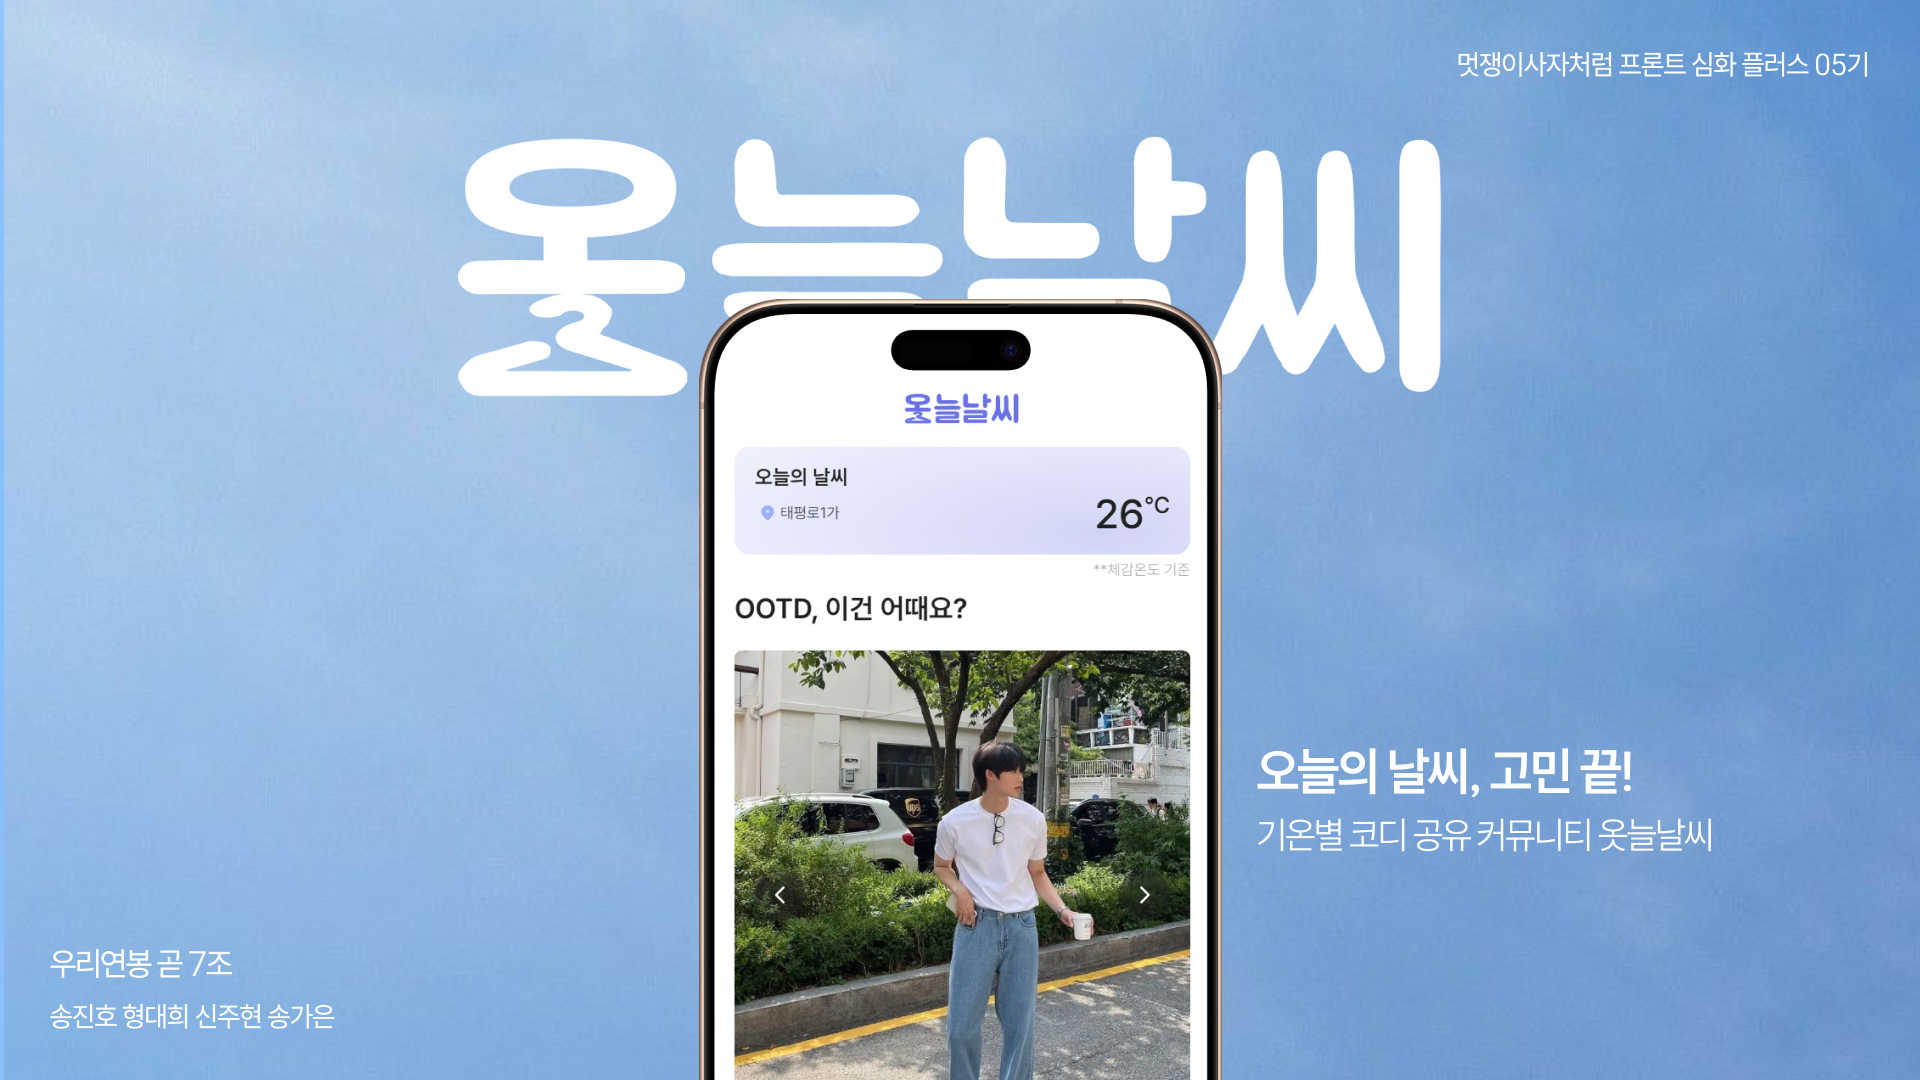 멋쟁이사자처럼 프론트 심화 플러스 05기
옷늘날씨
옷늘날씨
오늘의 날씨
태평로1가
26°C
**체감온도 기준
OOTD, 이건 어때요?
ups
오늘의 날씨, 고민 끝!
기온별 코디 공유 커뮤니티 옷늘날씨
우리연봉 곧 7조
송진호 형대희 신주현 송가은